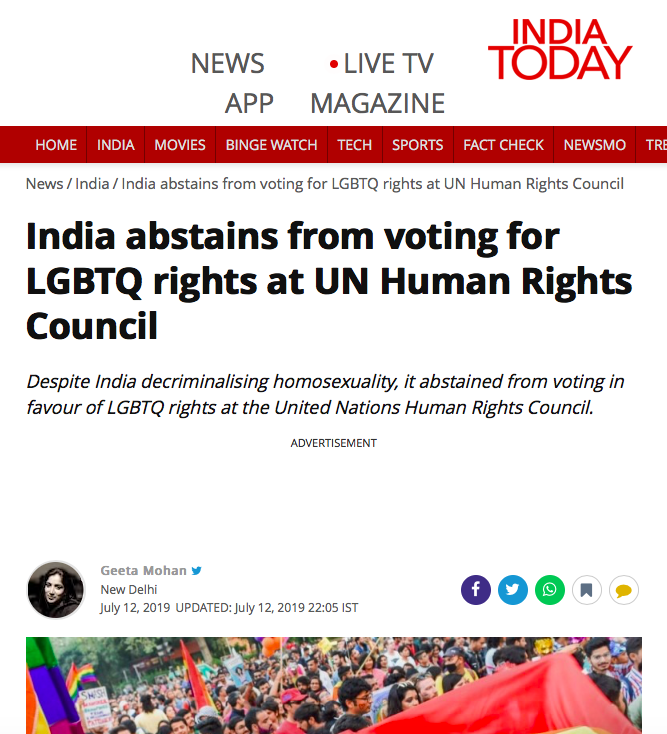 INDIA
TODAY
NEWS
LIVE TV
APP
MAGAZINE
HOME INDIA MOVIES BINGE WATCH TECH SPORTS FACT CHECK NEWSMO TRE
News / India / India abstains from voting for LGBTQ rights at UN Human Rights Council
India abstains from voting for
LGBTQ rights at UN Human Rights
Council
Despite India decriminalising homosexuality, it abstained from voting in
favour of LGBTQ rights at the United Nations Human Rights Council.
ADVERTISEMENT
Geeta Mohan
New Delhi
July 12, 2019 UPDATED: July 12, 2019 22:05 IST